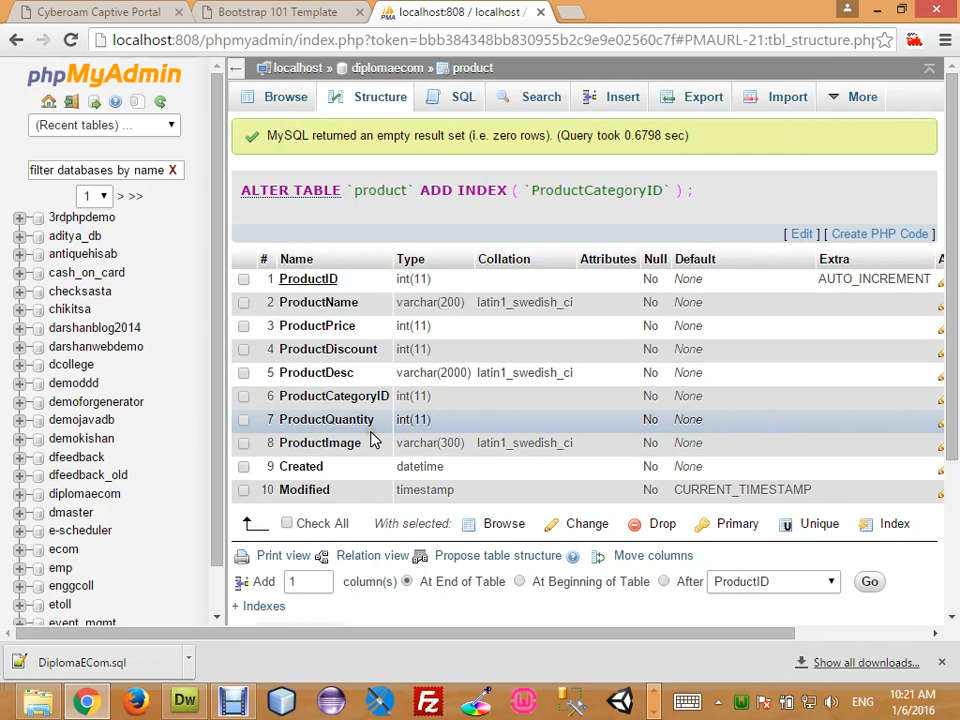 Cyberoam Captive Portal
Bootstrap 101 Template
localhost:808 / localhost /
localhost:808/phpmyadmin/index.php?token=bbb384348bb830955b2c9e9e02560c7f#PMAURL-21:tbl_structure.php
phpMyAdmin
(Recent tables) ...
filter databases by name X
1 > >>
3rdphpdemo
aditya_db
antiquehisab
cash_on_card
checksasta
chikitsa
darshanblog2014
darshanwebdemo
dcollege
demoddd
demoforgenerator
demojavadb
demokishan
dfeedback
dfeedback_old
diplomaecom
dmaster
e-scheduler
ecom
emp
enggcoll
etoll
event_mgmt
localhost » diplomaecom » product
Browse Structure SQL Search Insert Export Import More
MySQL returned an empty result set (i.e. zero rows). (Query took 0.6798 sec)
ALTER TABLE `product` ADD INDEX ( `ProductCategoryID` ) ;
[ Edit ] [ Create PHP Code ]
# Name Type Collation Attributes Null Default Extra A
1 ProductID int(11) No None AUTO_INCREMENT
2 ProductName varchar(200) latin1_swedish_ci No None
3 ProductPrice int(11) No None
4 ProductDiscount int(11) No None
5 ProductDesc varchar(2000) latin1_swedish_ci No None
6 ProductCategoryID int(11) No None
7 ProductQuantity int(11) No None
8 ProductImage varchar(300) latin1_swedish_ci No None
9 Created datetime No None
10 Modified timestamp No CURRENT_TIMESTAMP
Check All With selected: Browse Change Drop Primary Unique Index
Print view Relation view Propose table structure Move columns
Add 1 column(s) At End of Table At Beginning of Table After ProductID Go
+ Indexes
DiplomaECom.sql
Show all downloads...
ENG
10:21 AM
1/6/2016